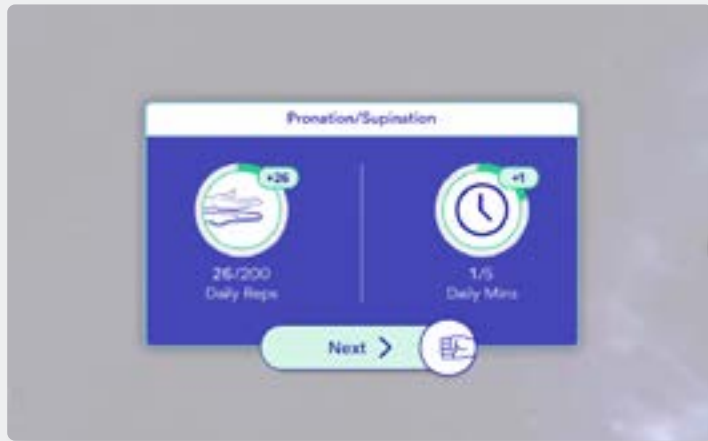 Pronation/Supination
+26
+1
26/200
1/5
Daily Reps
Daily Mins
Next